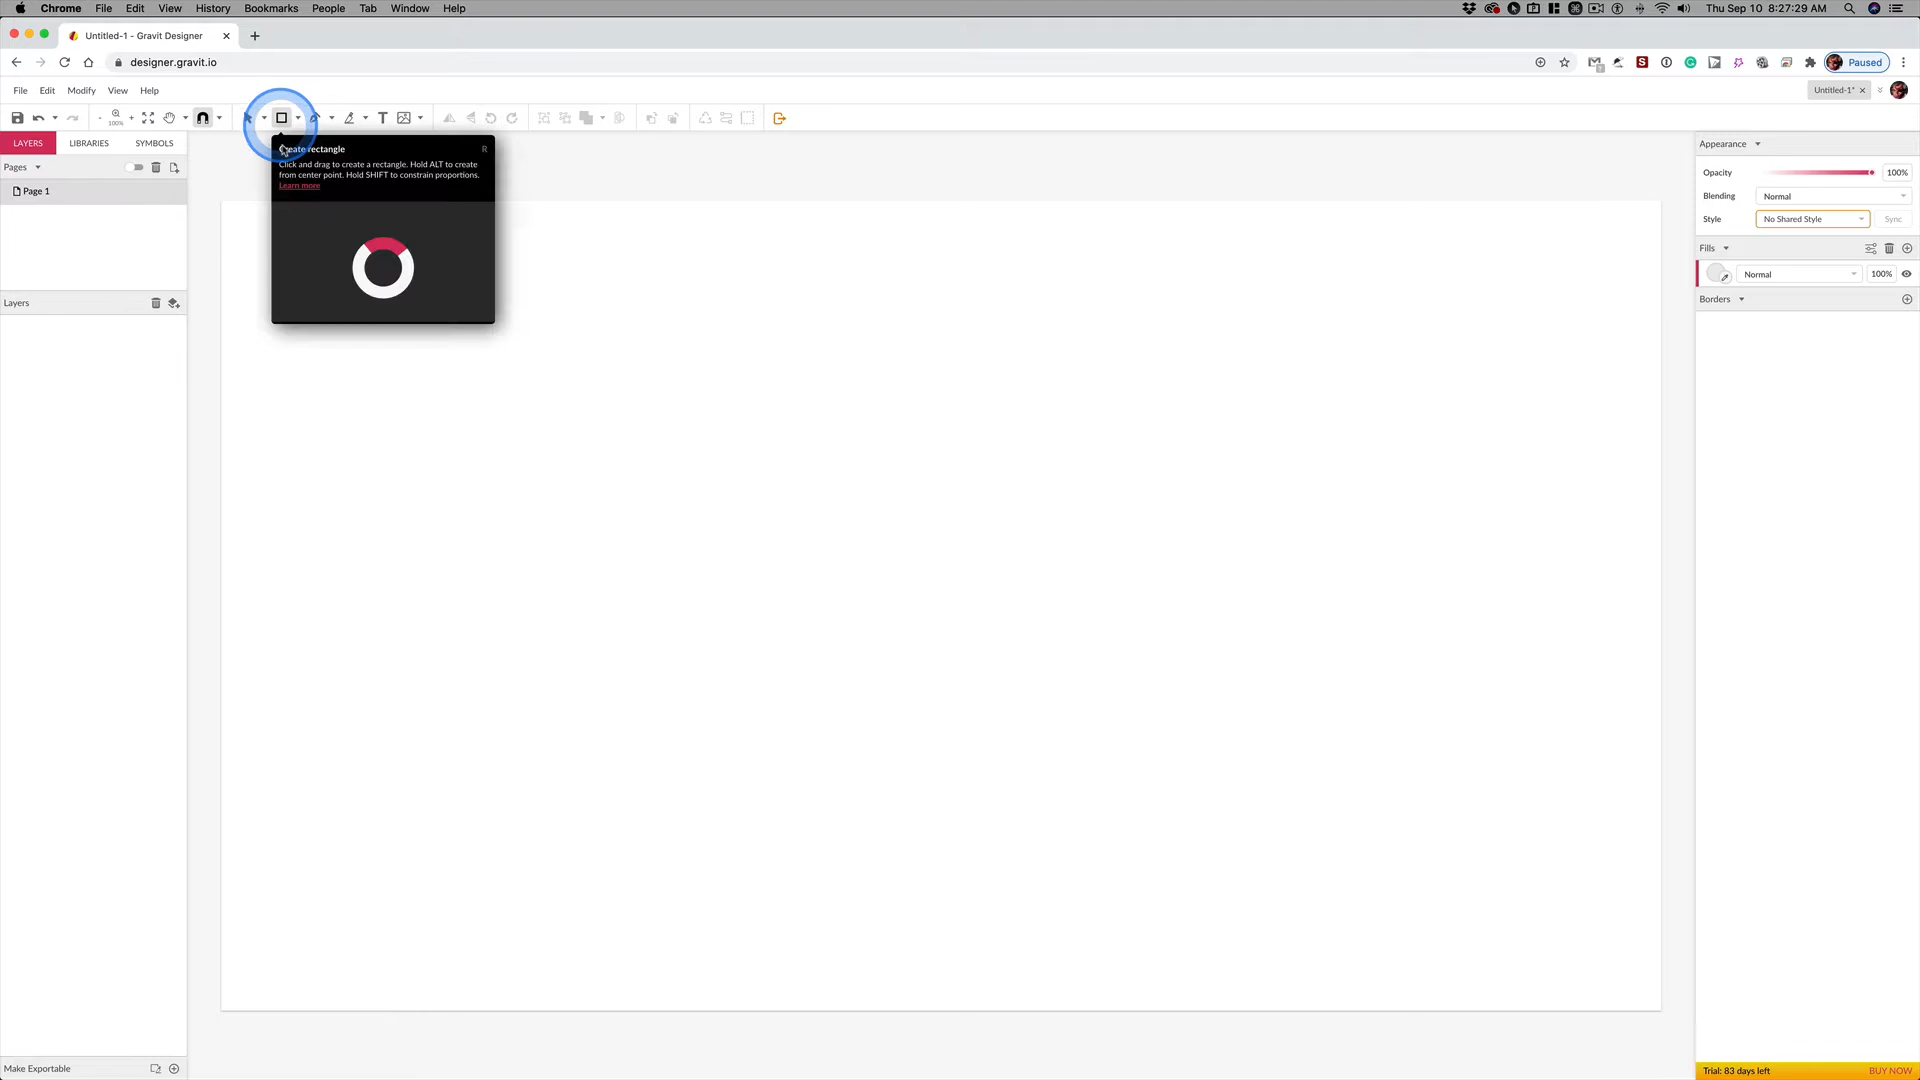 Chrome File Edit View History Bookmarks People Tab Window Help Thu Sep 10 8:27:29 AM
Untitled-1 - Gravit Designer
designer.gravit.io Paused
File Edit Modify View Help Untitled-1*
100%
LAYERS LIBRARIES SYMBOLS
Pages
Page 1
Layers
Make Exportable
Create rectangle R
Click and drag to create a rectangle. Hold ALT to create
from center point. Hold SHIFT to constrain proportions.
Learn more
Appearance
Opacity 100%
Blending Normal
Style No Shared Style Sync
Fills
Normal 100%
Borders
Trial: 83 days left BUY NOW